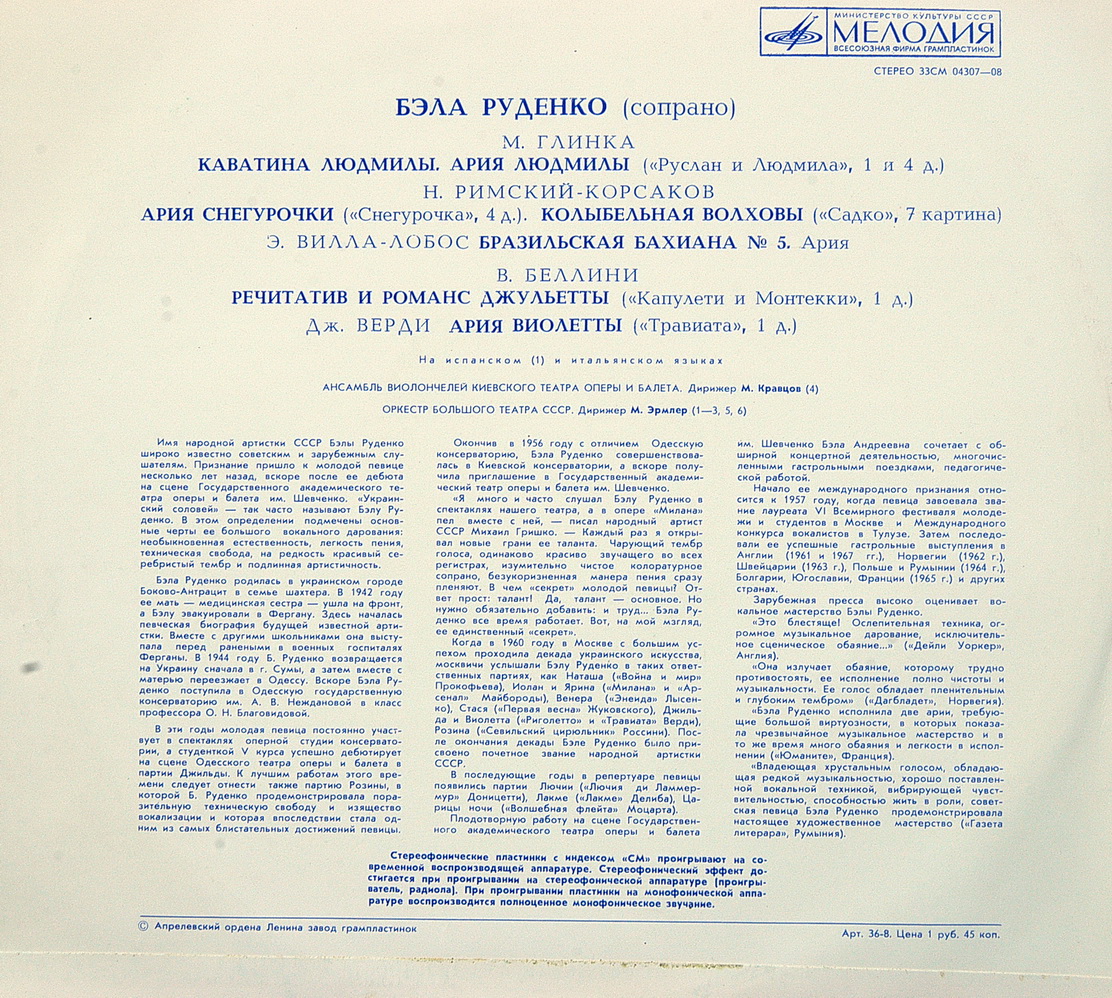 МИНИСТЕРСТВО КУЛЬТУРЫ СССР
МЕЛОДИЯ
ВСЕСОЮЗНАЯ ФИРМА ГРАМПЛАСТИНОК
СТЕРЕО 33СМ 04307—08
БЭЛА РУДЕНКО (сопрано)
М. ГЛИНКА
КАВАТИНА ЛЮДМИЛЫ. АРИЯ ЛЮДМИЛЫ («Руслан и Людмила», 1 и 4 д.)
Н. РИМСКИЙ-КОРСАКОВ
АРИЯ СНЕГУРОЧКИ («Снегурочка», 4 д.). КОЛЫБЕЛЬНАЯ ВОЛХОВЫ («Садко», 7 картина)
Э. ВИЛЛА-ЛОБОС БРАЗИЛЬСКАЯ БАХИАНА № 5. Ария
В. БЕЛЛИНИ
РЕЧИТАТИВ И РОМАНС ДЖУЛЬЕТТЫ («Капулети и Монтекки», 1 д.)
Дж. ВЕРДИ АРИЯ ВИОЛЕТТЫ («Травиата», 1 д.)
На испанском (1) и итальянском языках
АНСАМБЛЬ ВИОЛОНЧЕЛЕЙ КИЕВСКОГО ТЕАТРА ОПЕРЫ И БАЛЕТА. Дирижер М. Кравцов (4)
ОРКЕСТР БОЛЬШОГО ТЕАТРА СССР. Дирижер М. Эрмлер (1—3, 5, 6)
Имя народной артистки СССР Бэлы Руденко
широко известно советским и зарубежным слу-
шателям. Признание пришло к молодой певице
несколько лет назад, вскоре после ее дебюта
на сцене Государственного академического те-
атра оперы и балета им. Шевченко. «Украин-
ский соловей» — так часто называют Бэлу Ру-
денко. В этом определении подмечены основ-
ные черты ее большого вокального дарования:
необыкновенная естественность, легкость пения,
техническая свобода, на редкость красивый се-
ребристый тембр и подлинная артистичность.
Бэла Руденко родилась в украинском городе
Боково-Антрацит в семье шахтера. В 1942 году
ее мать — медицинская сестра — ушла на фронт,
а Бэлу эвакуировали в Фергану. Здесь началась
певческая биография будущей известной арти-
стки. Вместе с другими школьниками она высту-
пала перед ранеными в военных госпиталях
Ферганы. В 1944 году Б. Руденко возвращается
на Украину сначала в г. Сумы, а затем вместе с
матерью переезжает в Одессу. Вскоре Бэла Ру-
денко поступила в Одесскую государственную
консерваторию им. А. В. Неждановой в класс
профессора О. Н. Благовидовой.
В эти годы молодая певица постоянно участ-
вует в спектаклях оперной студии консервато-
рии, а студенткой V курса успешно дебютирует
на сцене Одесского театра оперы и балета в
партии Джильды. К лучшим работам этого вре-
мени следует отнести также партию Розины, в
которой Б. Руденко продемонстрировала пора-
зительную техническую свободу и изящество
вокализации и которая впоследствии стала од-
ним из самых блистательных достижений певицы.
Окончив в 1956 году с отличием Одесскую
консерваторию, Бэла Руденко совершенствова-
лась в Киевской консерватории, а вскоре полу-
чила приглашение в Государственный академи-
ческий театр оперы и балета им. Шевченко.
«Я много и часто слушал Бэлу Руденко в
спектаклях нашего театра, а в опере «Милана»
пел вместе с ней, — писал народный артист
СССР Михаил Гришко. — Каждый раз я откры-
вал новые грани ее таланта. Чарующий тембр
голоса, одинаково красиво звучащего во всех
регистрах, изумительно чистое колоратурное
сопрано, безукоризненная манера пения сразу
пленяют. В чем «секрет» молодой певицы? От-
вет прост: талант! Да, талант — основное. Но
нужно обязательно добавить: и труд... Бэла Ру-
денко все время работает. Вот, на мой мзгляд,
ее единственный «секрет».
Когда в 1960 году в Москве с большим ус-
пехом проходила декада украинского искусства,
москвичи услышали Бэлу Руденко в таких ответ-
ственных партиях, как Наташа («Война и мир»
Прокофьева), Иолан и Ярина («Милана» и «Ар-
сенал» Майбороды), Венера («Энеида» Лысен-
ко), Стася («Первая весна» Жуковского), Джиль-
да и Виолетта («Риголетто» и «Травиата» Верди),
Розина («Севильский цирюльник» Россини). Пос-
ле окончания декады Бэле Руденко было при-
своено почетное звание народной артистки
СССР.
В последующие годы в репертуаре певицы
появились партии Лючии («Лючия ди Ламмер-
мур» Доницетти), Лакме («Лакме» Делиба), Ца-
рицы ночи («Волшебная флейта» Моцарта).
Плодотворную работу на сцене Государствен-
ного академического театра оперы и балета
им. Шевченко Бэла Андреевна сочетает с об-
ширной концертной деятельностью, многочис-
ленными гастрольными поездками, педагогиче-
ской работой.
Начало ее международного признания отно-
сится к 1957 году, когда певица завоевала зва-
ние лауреата VI Всемирного фестиваля молоде-
жи и студентов в Москве и Международного
конкурса вокалистов в Тулузе. Затем последо-
вали ее успешные гастрольные выступления в
Англии (1961 и 1967 гг.), Норвегии (1962 г.),
Швейцарии (1963 г.), Польше и Румынии (1964 г.),
Болгарии, Югославии, Франции (1965 г.) и других
странах.
Зарубежная пресса высоко оценивает во-
кальное мастерство Бэлы Руденко.
«Это блестяще! Ослепительная техника, ог-
ромное музыкальное дарование, исключитель-
ное сценическое обаяние...» («Дейли Уоркер»,
Англия).
«Она излучает обаяние, которому трудно
противостоять, ее исполнение полно чистоты и
музыкальности. Ее голос обладает пленительным
и глубоким тембром» («Дагбладет», Норвегия).
«Бэла Руденко исполнила две арии, требую-
щие большой виртуозности, в которых показа-
ла чрезвычайное музыкальное мастерство и в
то же время много обаяния и легкости в испол-
нении («Юманите», Франция).
«Владеющая хрустальным голосом, обладаю-
щая редкой музыкальностью, хорошо поставлен-
ной вокальной техникой, вибрирующей чувст-
вительностью, способностью жить в роли, совет-
ская певица Бэла Руденко продемонстрировала
настоящее художественное мастерство («Газета
литерара», Румыния).
Стереофонические пластинки с индексом «СМ» проигрывают на со-
временной воспроизводящей аппаратуре. Стереофонический эффект до-
стигается при проигрывании на стереофонической аппаратуре (проигры-
ватель, радиола). При проигрывании пластинки на монофонической аппа-
ратуре воспроизводится полноценное монофоническое звучание.
© Апрелевский ордена Ленина завод грампластинок
Арт. 36-8. Цена 1 руб. 45 коп.